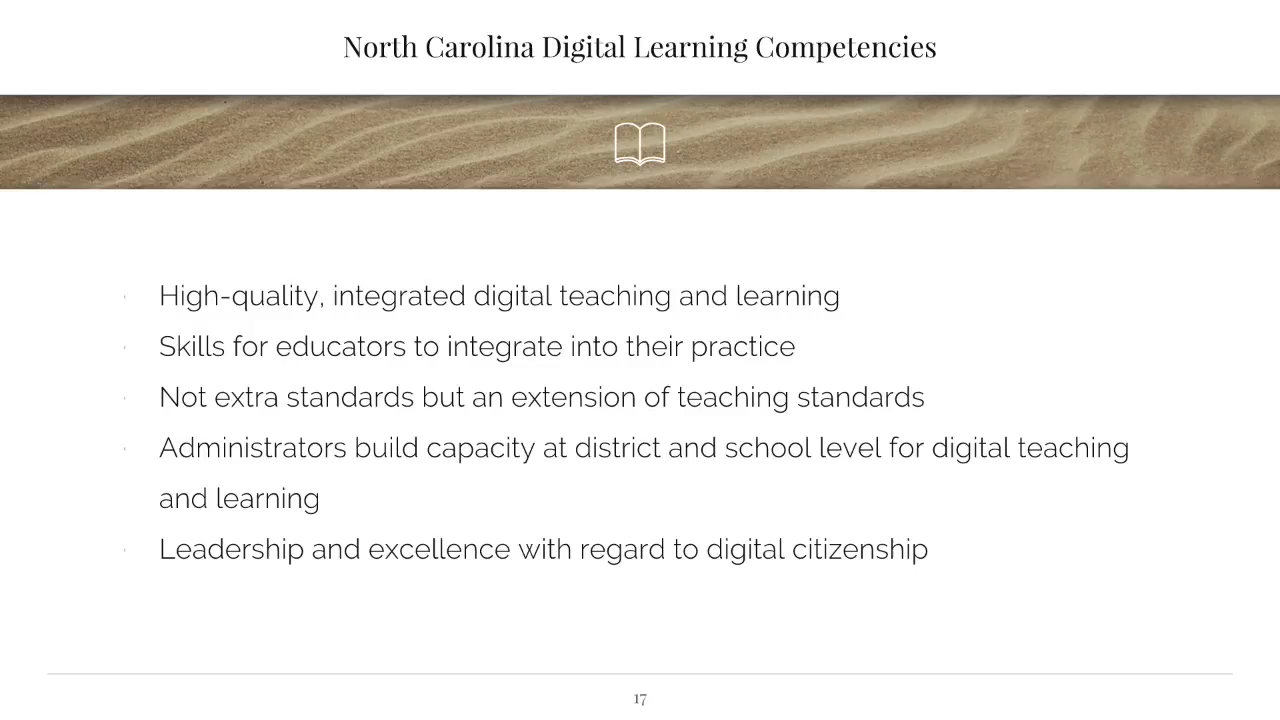 North Carolina Digital Learning Competencies
High-quality, integrated digital teaching and learning
Skills for educators to integrate into their practice
Not extra standards but an extension of teaching standards
Administrators build capacity at district and school level for digital teaching
and learning
Leadership and excellence with regard to digital citizenship
17